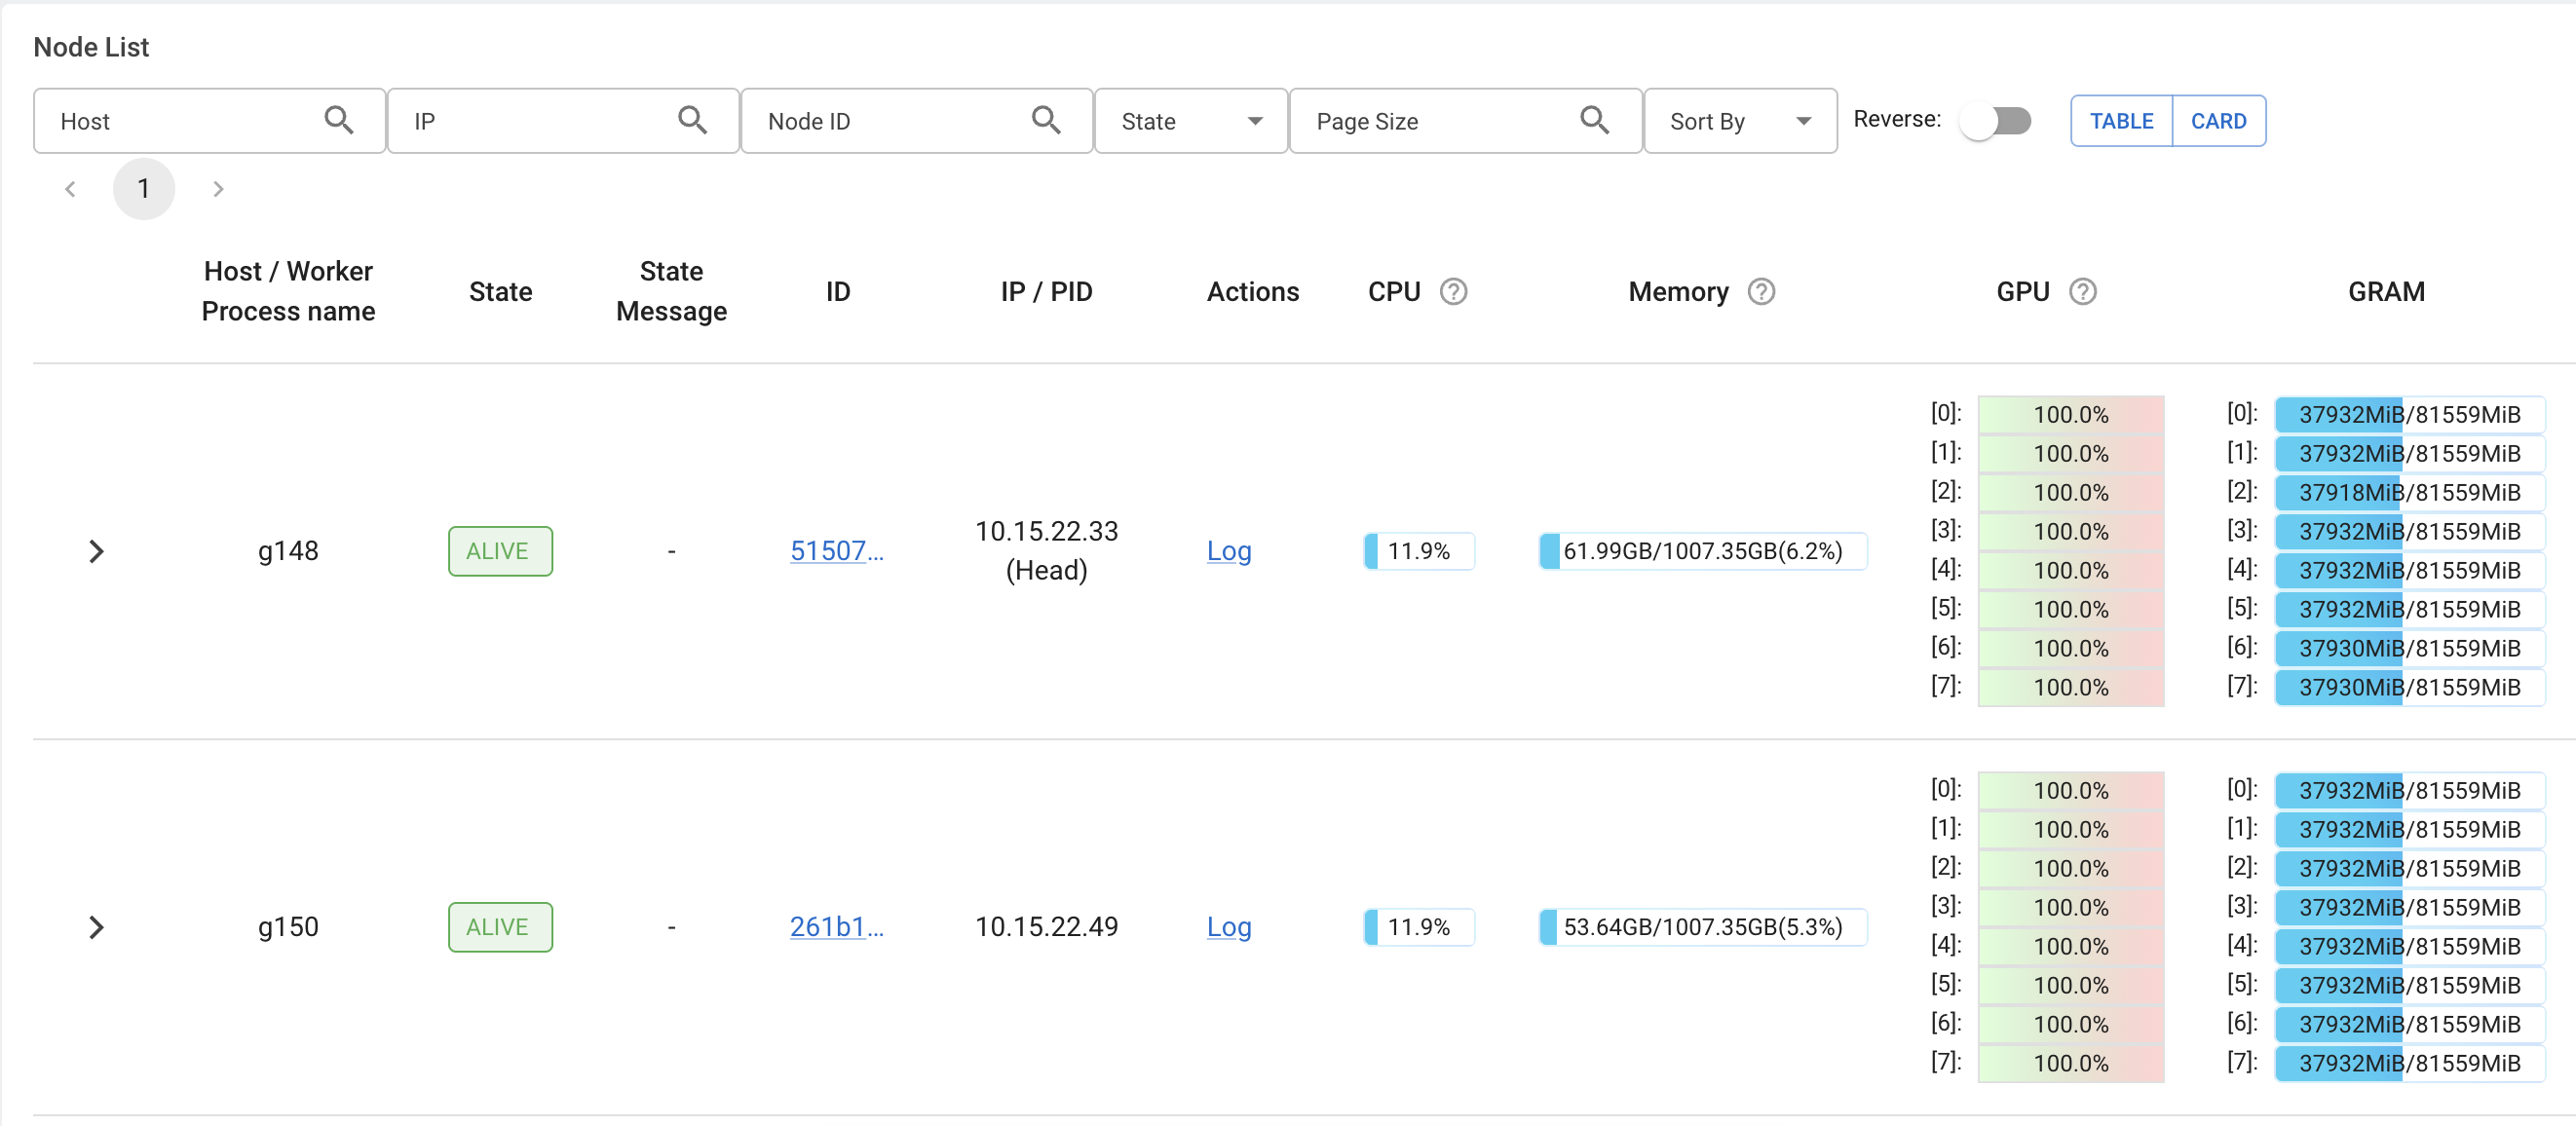 Node List
Host IP Node ID State Page Size Sort By Reverse: TABLE CARD
1
Host / Worker Process name State State Message ID IP / PID Actions CPU Memory GPU GRAM
g148 ALIVE - 51507... 10.15.22.33 (Head) Log 11.9% 61.99GB/1007.35GB(6.2%)
[0]: 100.0% [0]: 37932MiB/81559MiB
[1]: 100.0% [1]: 37932MiB/81559MiB
[2]: 100.0% [2]: 37918MiB/81559MiB
[3]: 100.0% [3]: 37932MiB/81559MiB
[4]: 100.0% [4]: 37932MiB/81559MiB
[5]: 100.0% [5]: 37932MiB/81559MiB
[6]: 100.0% [6]: 37930MiB/81559MiB
[7]: 100.0% [7]: 37930MiB/81559MiB
g150 ALIVE - 261b1... 10.15.22.49 Log 11.9% 53.64GB/1007.35GB(5.3%)
[0]: 100.0% [0]: 37932MiB/81559MiB
[1]: 100.0% [1]: 37932MiB/81559MiB
[2]: 100.0% [2]: 37932MiB/81559MiB
[3]: 100.0% [3]: 37932MiB/81559MiB
[4]: 100.0% [4]: 37932MiB/81559MiB
[5]: 100.0% [5]: 37932MiB/81559MiB
[6]: 100.0% [6]: 37932MiB/81559MiB
[7]: 100.0% [7]: 37932MiB/81559MiB